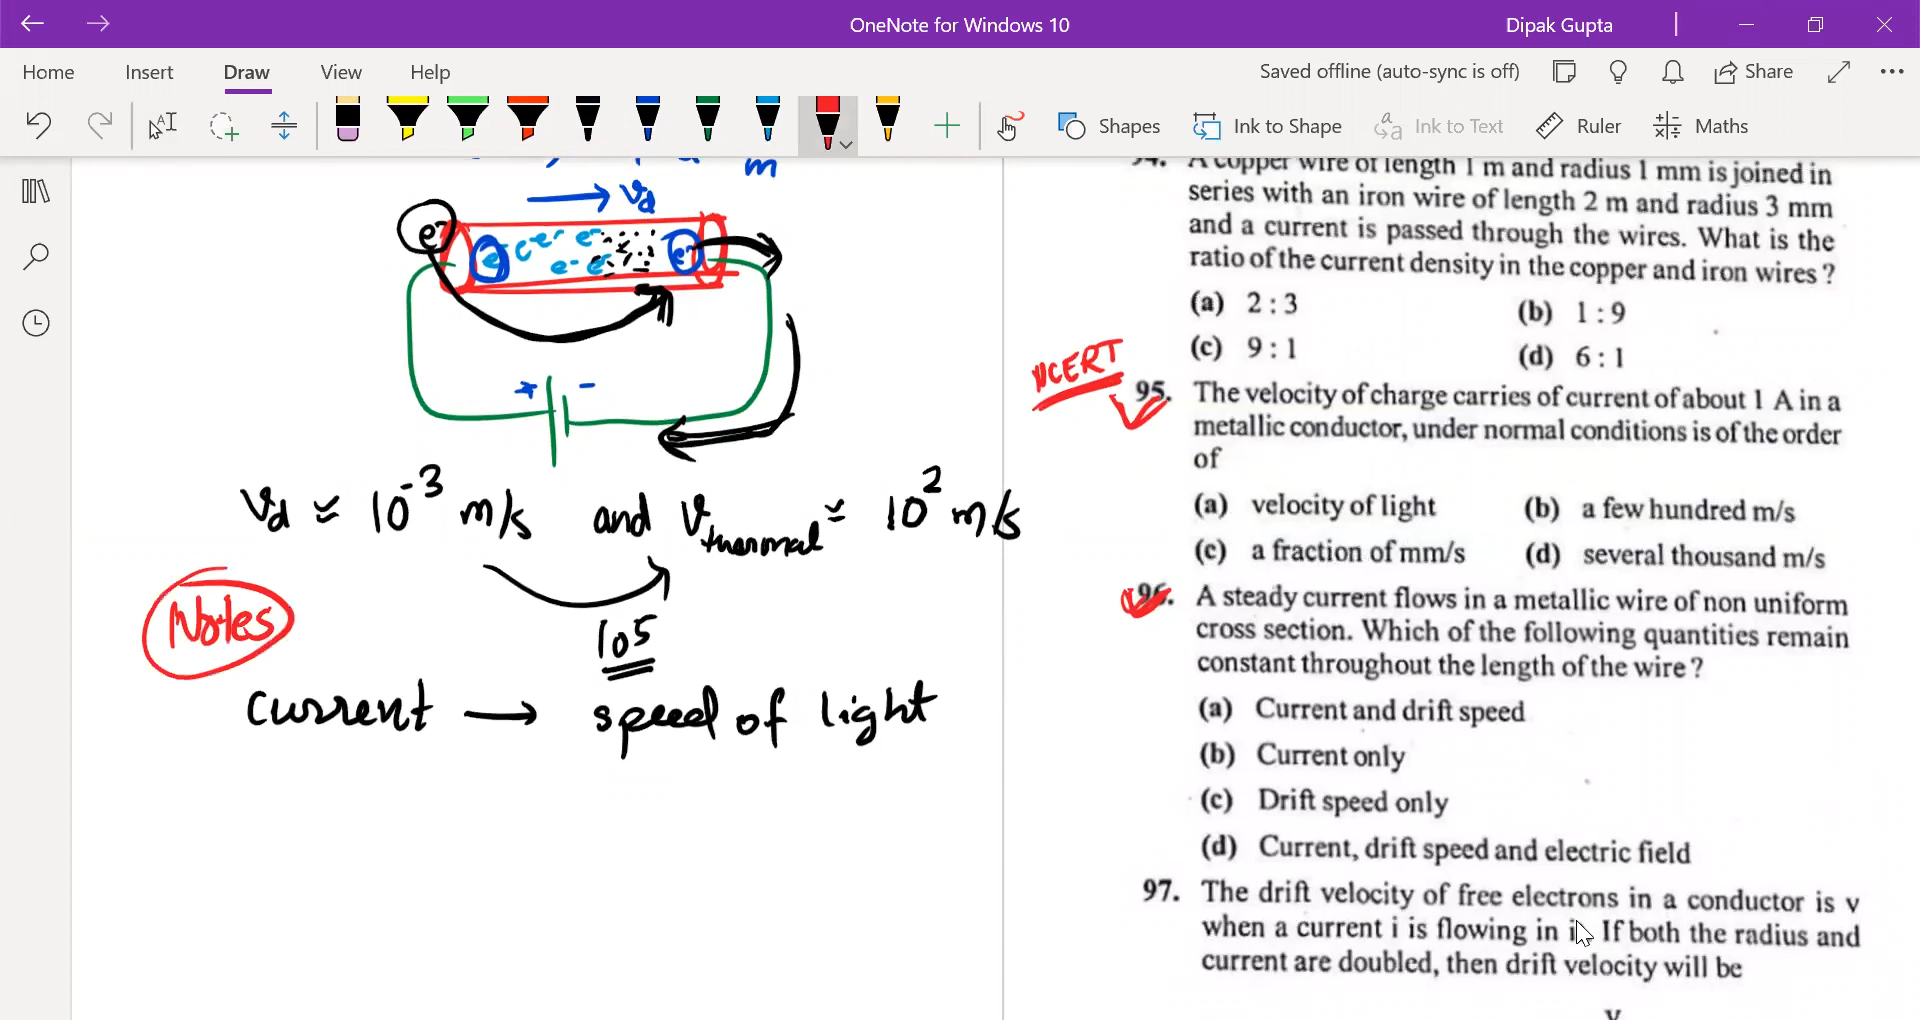 OneNote for Windows 10
Dipak Gupta
Home Insert Draw View Help
Saved offline (auto-sync is off)
Share
Shapes
Ink to Shape
Ink to Text
Ruler
Maths
m
→ vd
e-
e- e- e- e- e- e- e-
+ -
vd ≈ 10^-3 m/s and vthermal ≈ 10^2 m/s
10^5
Notes
current → speed of light
94. A copper wire of length 1 m and radius 1 mm is joined in
series with an iron wire of length 2 m and radius 3 mm
and a current is passed through the wires. What is the
ratio of the current density in the copper and iron wires ?
(a) 2 : 3 (b) 1 : 9
(c) 9 : 1 (d) 6 : 1
NCERT
95. The velocity of charge carries of current of about 1 A in a
metallic conductor, under normal conditions is of the order
of
(a) velocity of light (b) a few hundred m/s
(c) a fraction of mm/s (d) several thousand m/s
96. A steady current flows in a metallic wire of non uniform
cross section. Which of the following quantities remain
constant throughout the length of the wire ?
(a) Current and drift speed
(b) Current only
(c) Drift speed only
(d) Current, drift speed and electric field
97. The drift velocity of free electrons in a conductor is v
when a current i is flowing in If both the radius and
current are doubled, then drift velocity will be